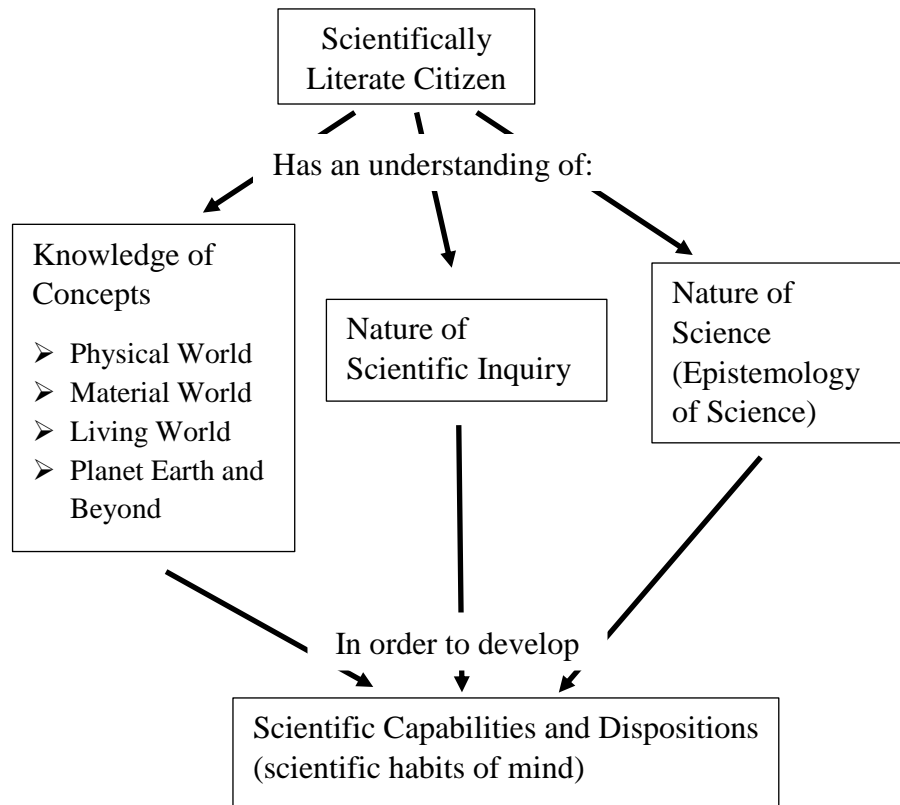 Scientifically
Literate Citizen
Has an understanding of:
Knowledge of
Concepts
➢ Physical World
➢ Material World
➢ Living World
➢ Planet Earth and
Beyond
Nature of
Scientific Inquiry
Nature of
Science
(Epistemology
of Science)
In order to develop
Scientific Capabilities and Dispositions
(scientific habits of mind)